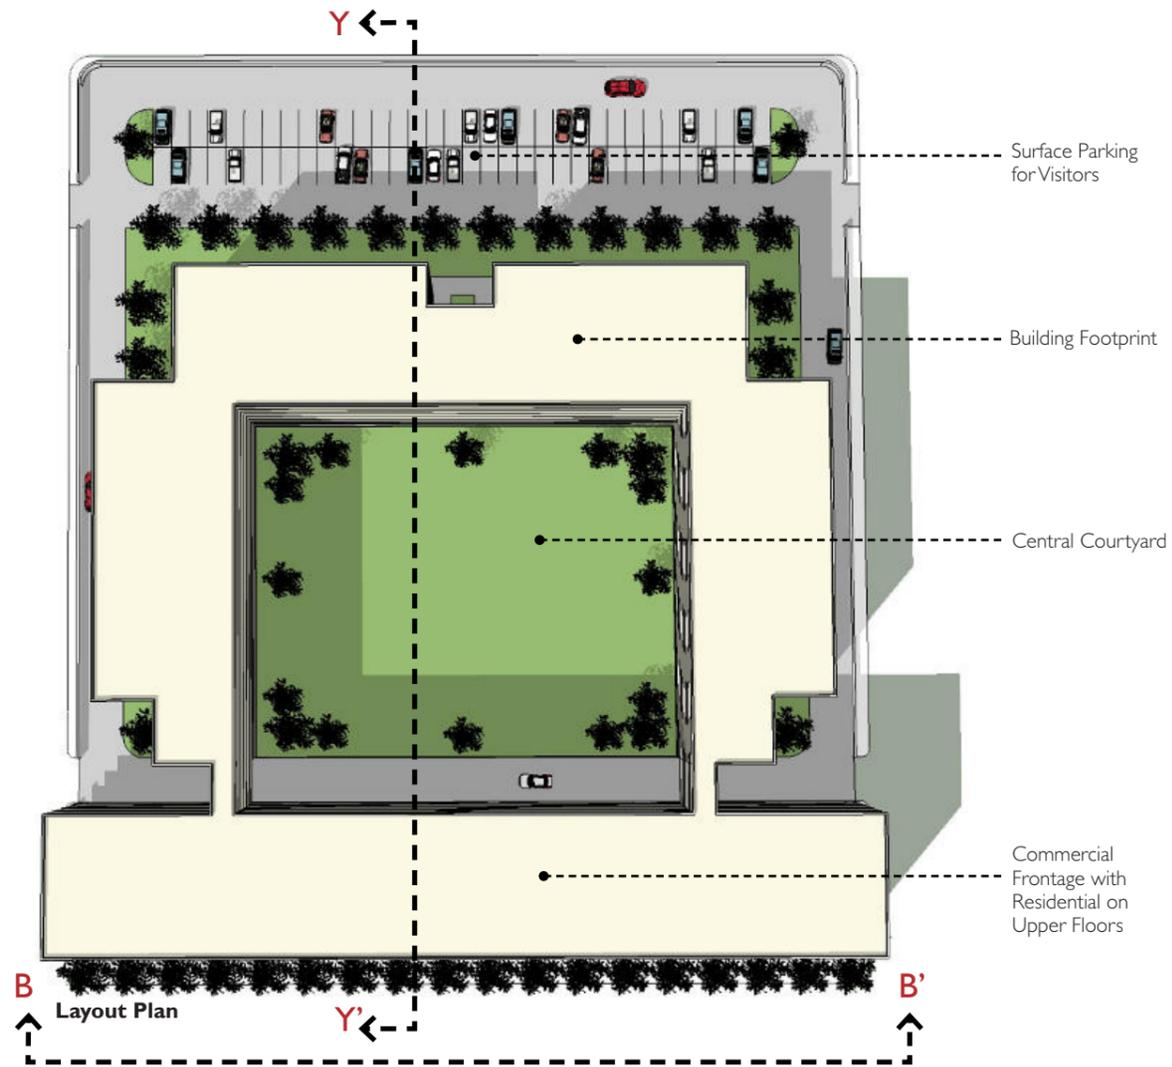 Y
Surface Parking
for Visitors
Building Footprint
Central Courtyard
Commercial
Frontage with
Residential on
Upper Floors
B
B’
Layout Plan
Y’